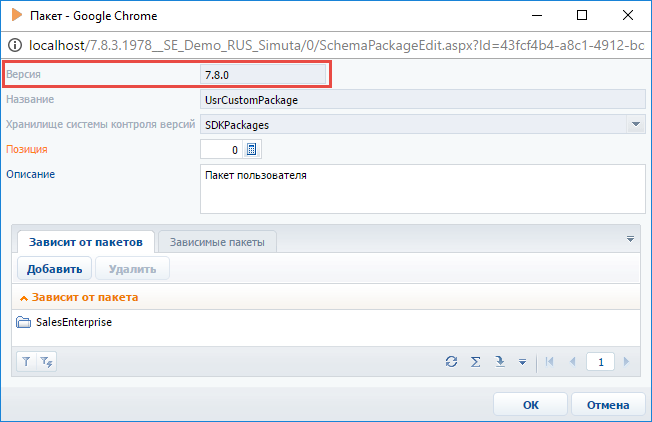 Пакет - Google Chrome
localhost/7.8.3.1978__SE_Demo_RUS_Simuta/0/SchemaPackageEdit.aspx?Id=43fcf4b4-a8c1-4912-bc
Версия 7.8.0
Название UsrCustomPackage
Хранилище системы контроля версий SDKPackages
Позиция 0
Описание Пакет пользователя
Зависит от пакетов Зависимые пакеты
Добавить Удалить
Зависит от пакета
SalesEnterprise
1
ОК Отмена